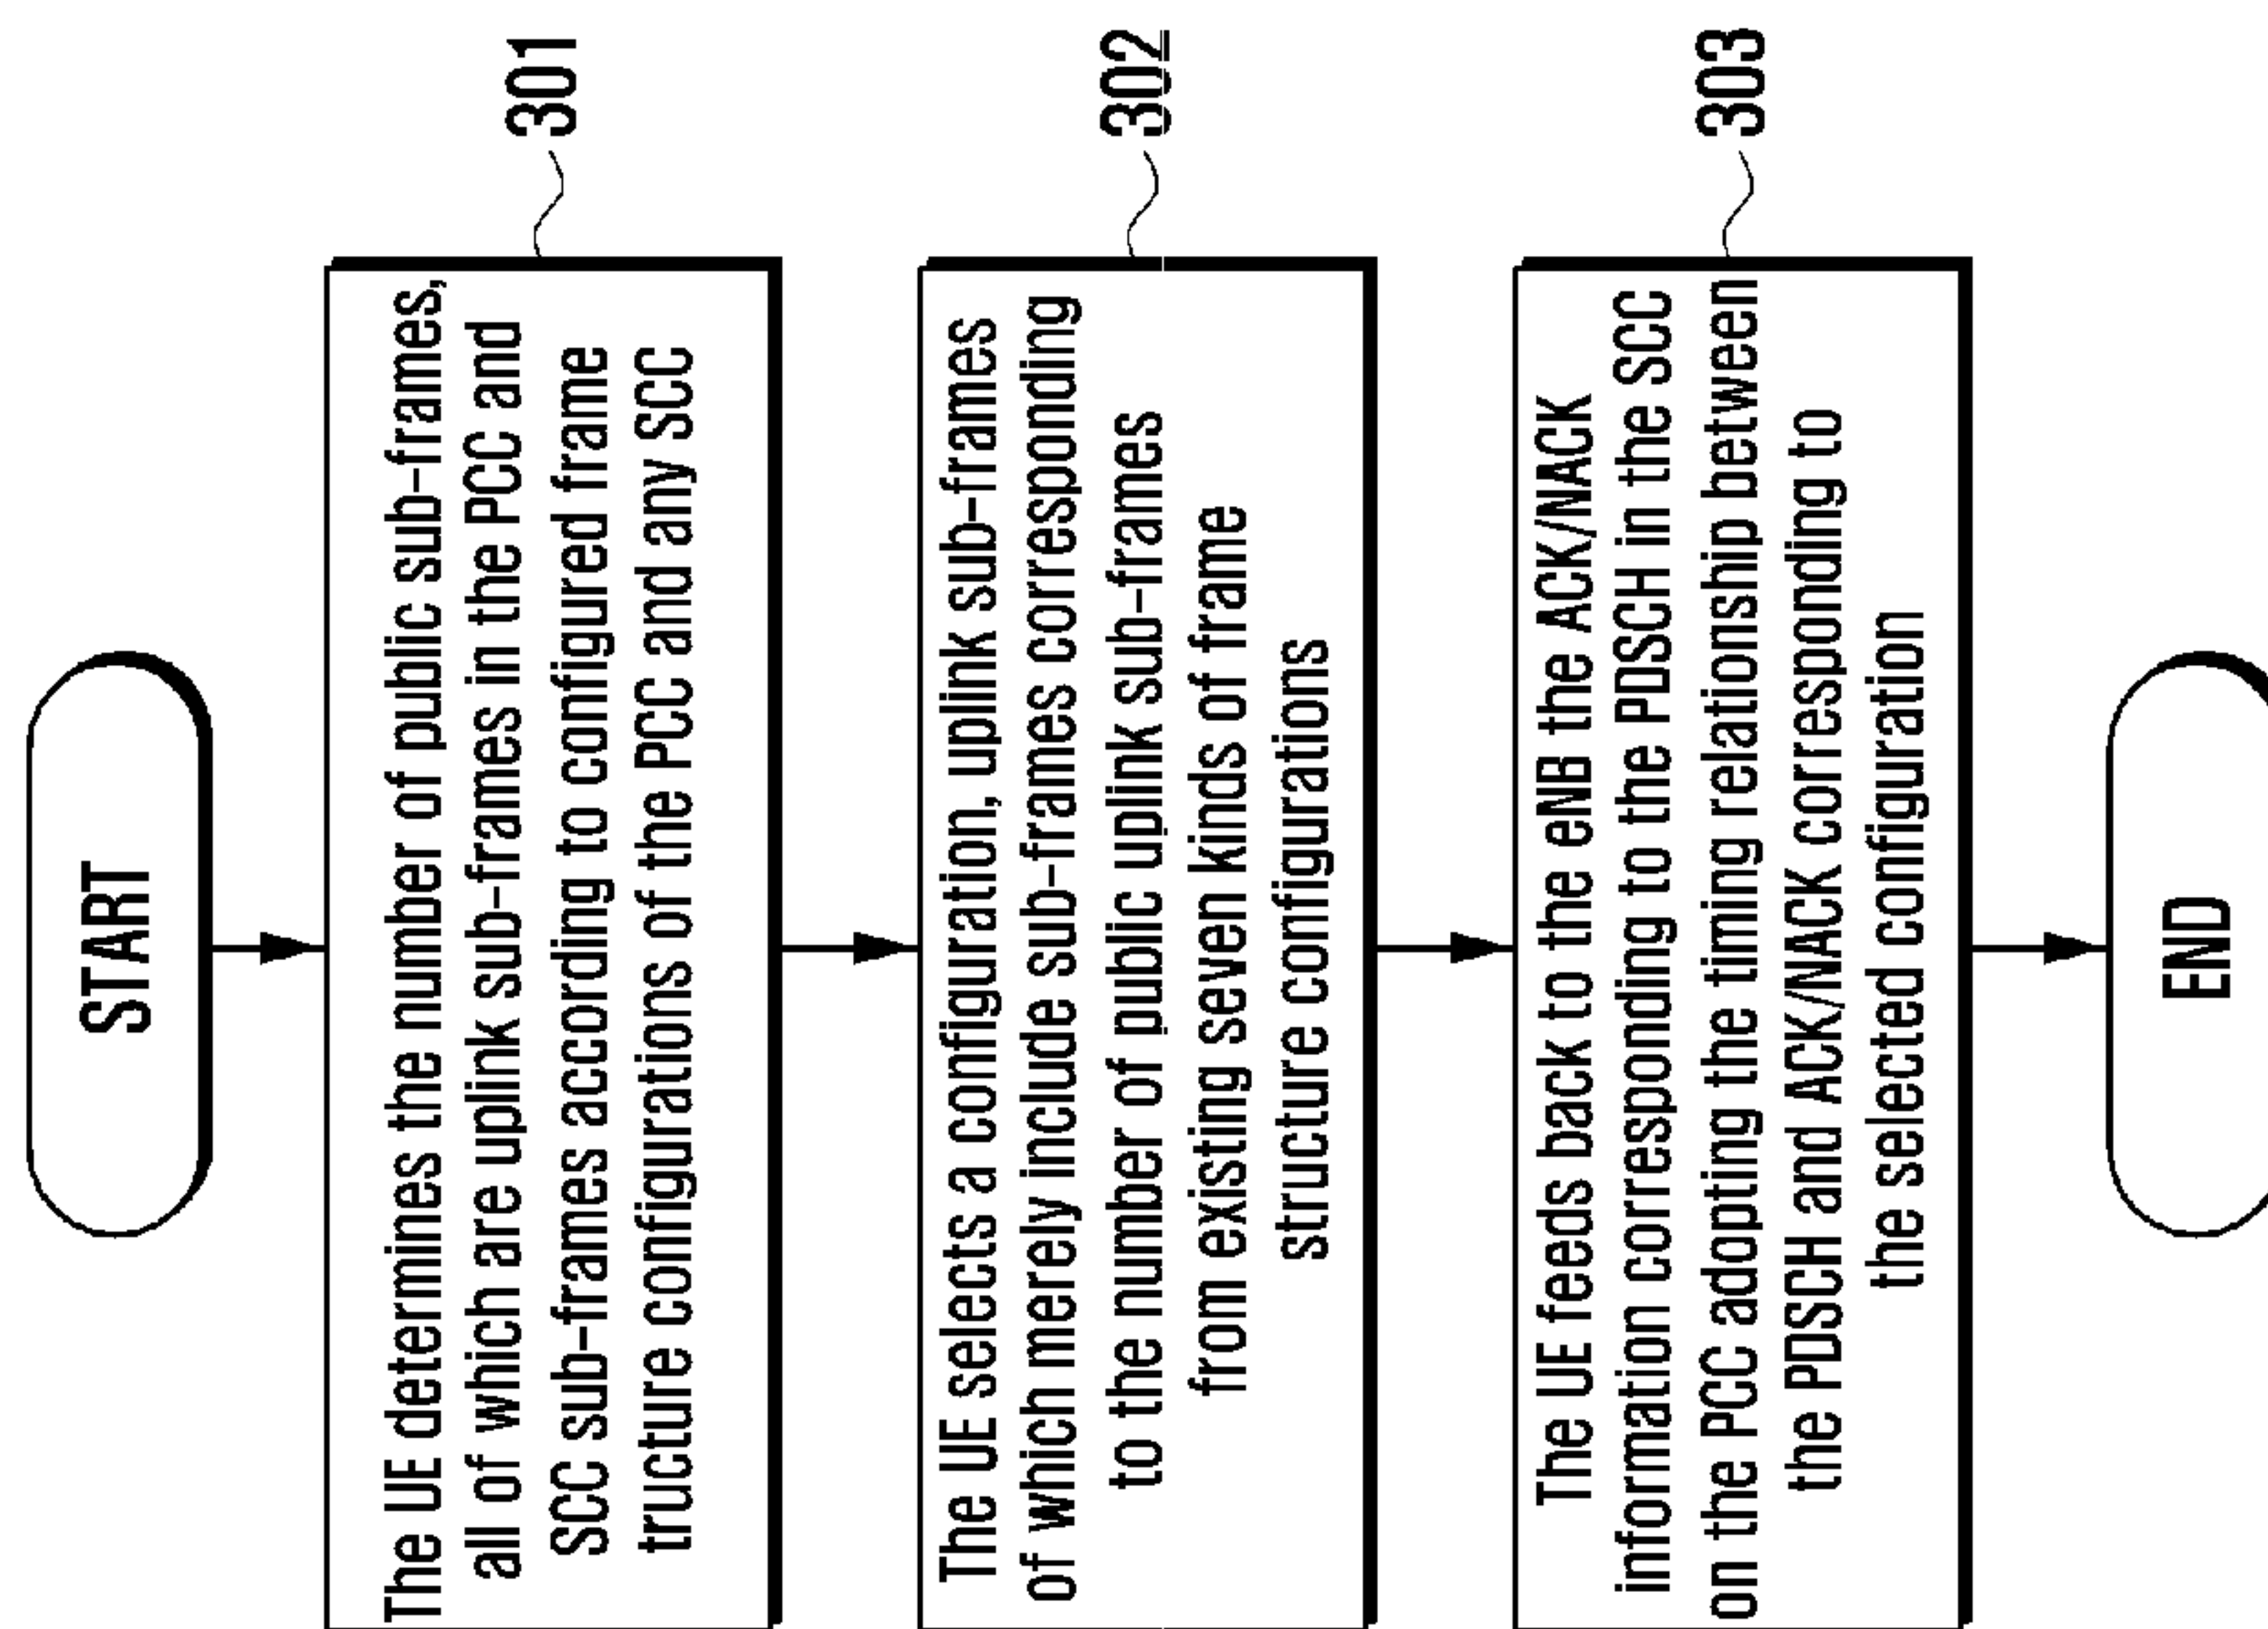 START
The UE determines the number of public sub-frames,
all of which are uplink sub-frames in the PCC and
SCC sub-frames according to configured frame
tructure configurations of the PCC and any SCC
301
The UE selects a configuration, uplink sub-frames
of which merely include sub-frames corresponding
to the number of public uplink sub-frames
from existing seven kinds of frame
structure configurations
302
The UE feeds back to the eNB the ACK/NACK
information corresponding to the PDSCH in the SCC
on the PCC adopting the timing relationship between
the PDSCH and ACK/NACK corresponding to
the selected configuration
303
END